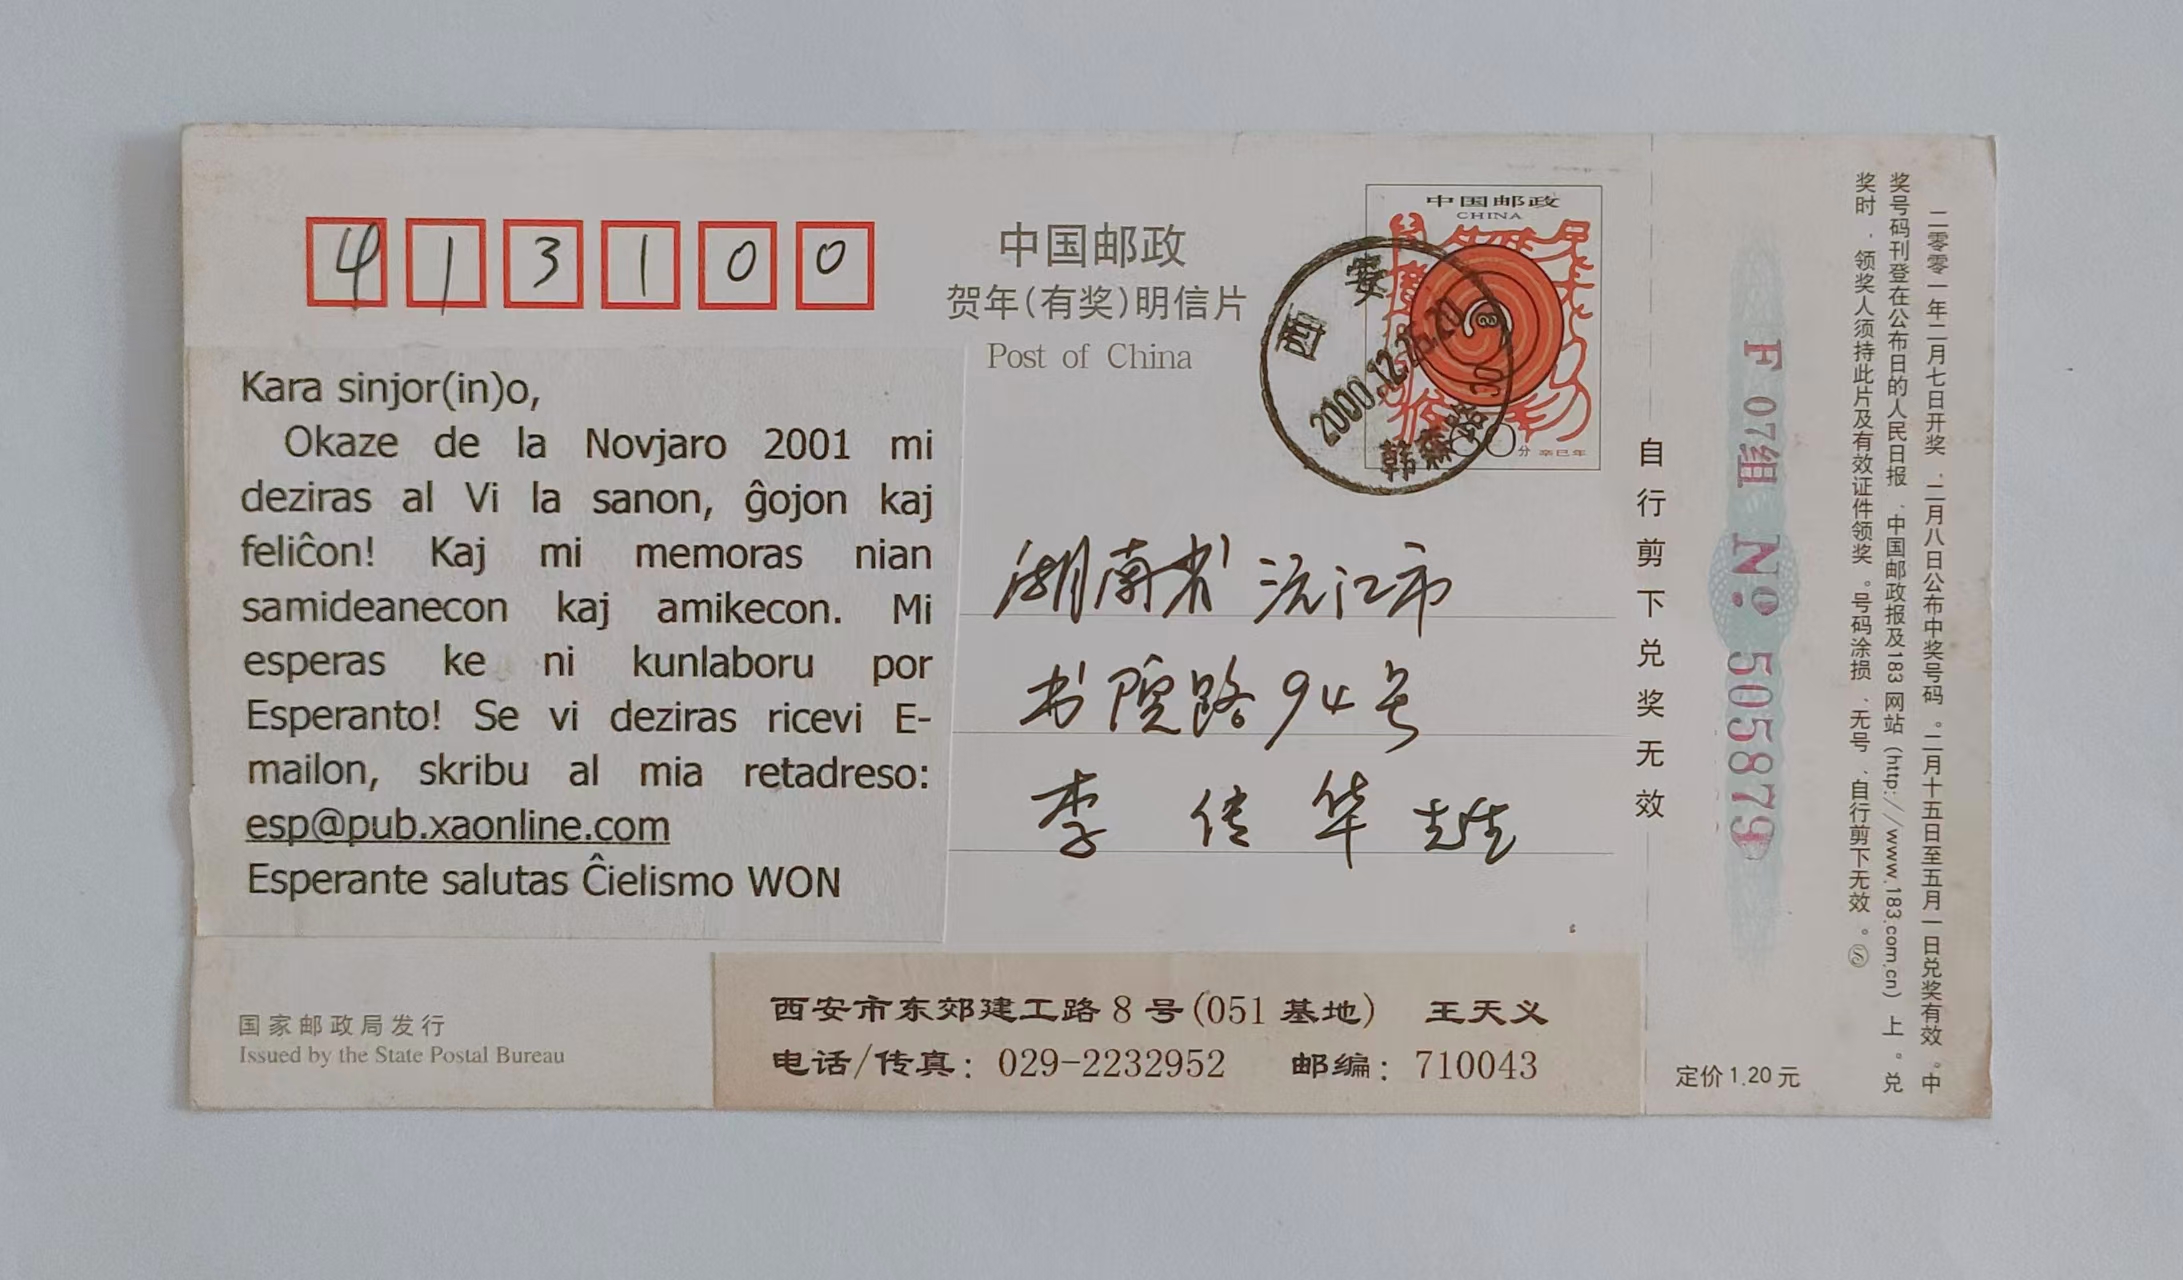 413100
中国邮政
贺年(有奖)明信片
Post of China
中国邮政
CHINA
分 辛巳年
西安
2000.12.26.20
韩森路
Kara sinjor(in)o,
Okaze de la Novjaro 2001 mi
deziras al Vi la sanon, ĝojon kaj
feliĉon! Kaj mi memoras nian
samideanecon kaj amikecon. Mi
esperas ke ni kunlaboru por
Esperanto! Se vi deziras ricevi E-
mailon, skribu al mia retadreso:
esp@pub.xaonline.com
Esperante salutas Ĉielismo WON
湖南省沅江市
书院路94号
李传华先生
国家邮政局发行
Issued by the State Postal Bureau
西安市东郊建工路8号(051基地) 王天义
电话/传真: 029-2232952 邮编: 710043
自行剪下兑奖无效
F 07组 No 505879
定价1.20元
二零零一年二月七日开奖,二月八日公布中奖号码。二月十五日至五月一日兑奖有效。中
奖号码刊登在公布日的人民日报、中国邮政报及183网站(http://www.183.com.cn)上。兑
奖时,领奖人须持此片及有效证件领奖。号码涂损、无号、自行剪下无效。Ⓢ